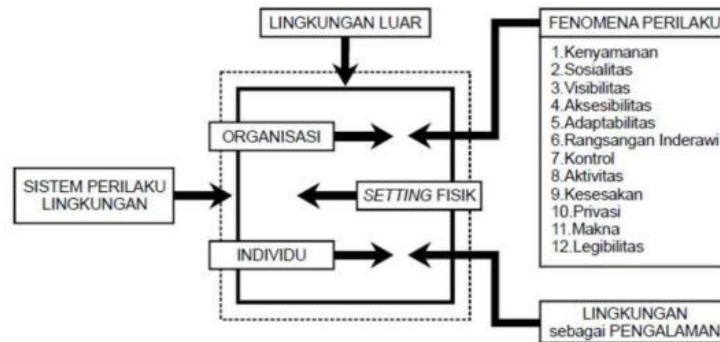 LINGKUNGAN LUAR
FENOMENA PERILAKU
1.Kenyamanan
2.Sosialitas
3.Visibilitas
4.Aksesibilitas
5.Adaptabilitas
6.Rangsangan Inderawi
7.Kontrol
8.Aktivitas
9.Kesesakan
10.Privasi
11.Makna
12.Legibilitas
ORGANISASI
SISTEM PERILAKU
LINGKUNGAN
SETTING FISIK
INDIVIDU
LINGKUNGAN
sebagai PENGALAMAN